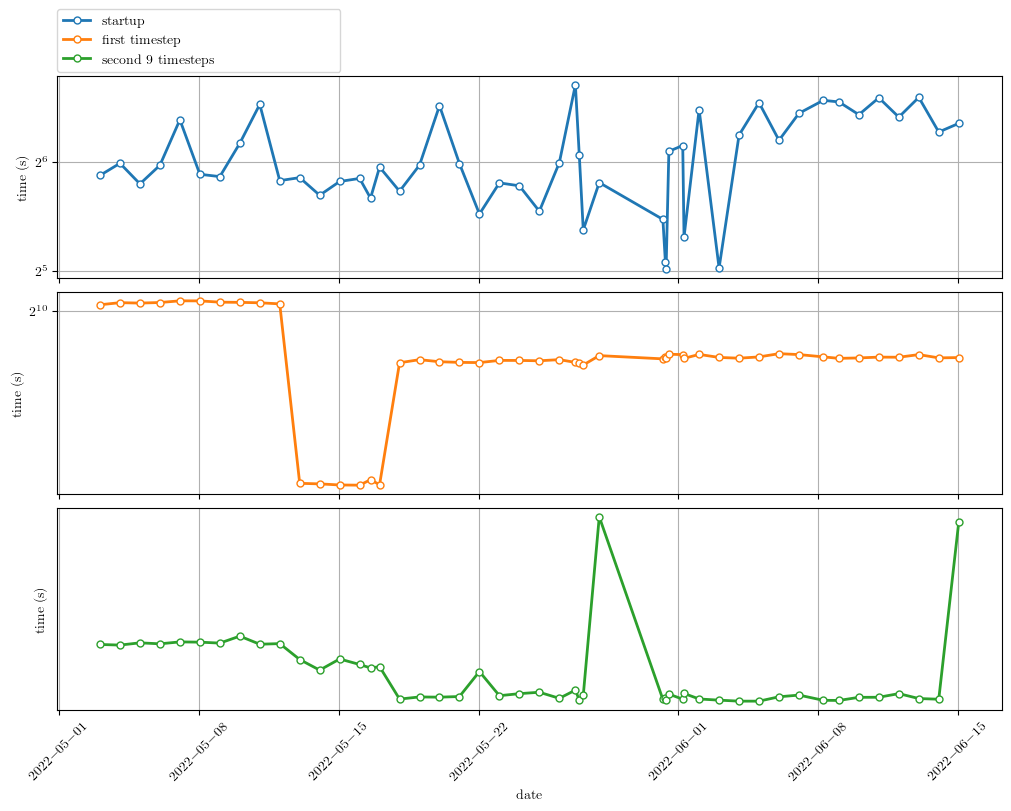 startup
first timestep
second 9 timesteps
2^6
time (s)
2^5
2^10
time (s)
time (s)
2022−05−01
2022−05−08
2022−05−15
2022−05−22
2022−06−01
2022−06−08
2022−06−15
date